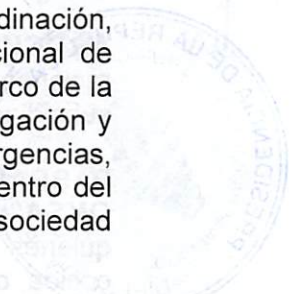 dinación,
cional de
rco de la
gación y
rgencias,
entro del
sociedad